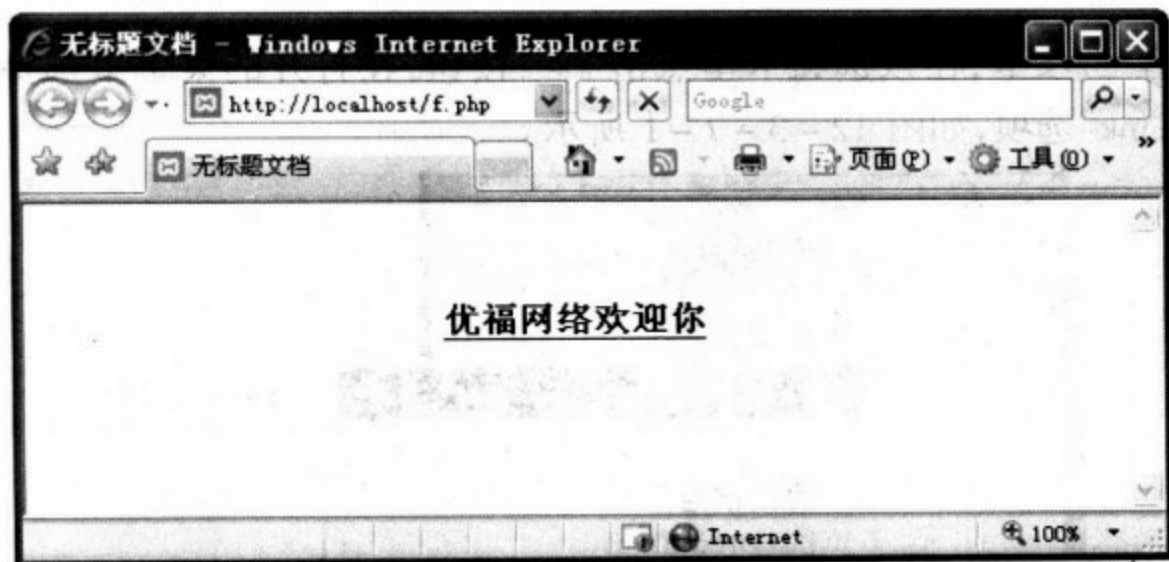 无标题文档 - Windows Internet Explorer
http://localhost/f.php
Google
无标题文档
页面(P)
工具(O)
»
优福网络欢迎你
Internet
100%